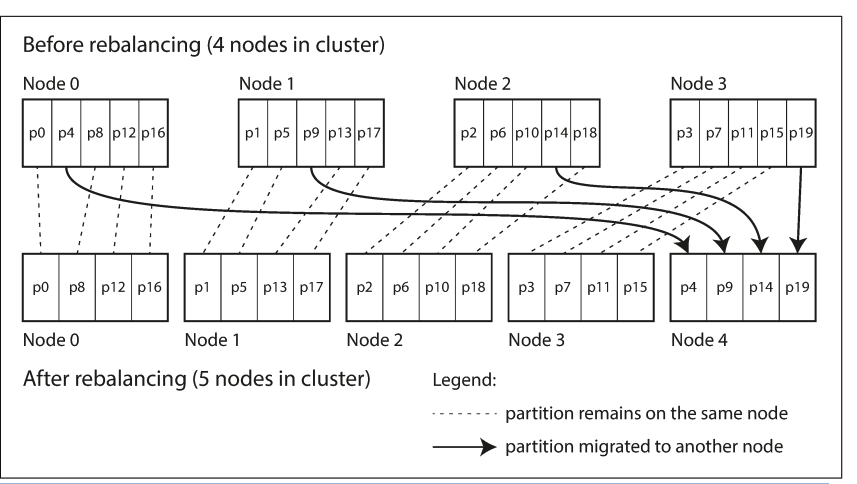 Before rebalancing (4 nodes in cluster)
Node 0 Node 1 Node 2 Node 3
p0 p4 p8 p12 p16 p1 p5 p9 p13 p17 p2 p6 p10 p14 p18 p3 p7 p11 p15 p19
p0 p8 p12 p16 p1 p5 p13 p17 p2 p6 p10 p18 p3 p7 p11 p15 p4 p9 p14 p19
Node 0 Node 1 Node 2 Node 3 Node 4
After rebalancing (5 nodes in cluster)
Legend:
partition remains on the same node
partition migrated to another node